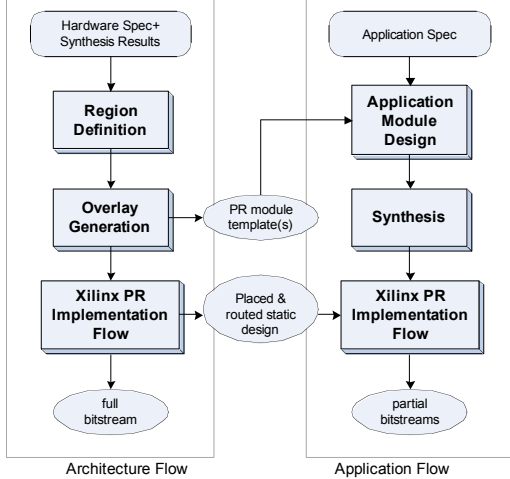 Hardware Spec+
Synthesis Results
Region
Definition
Overlay
Generation
Xilinx PR
Implementation
Flow
full
bitstream
Architecture Flow
PR module
template(s)
Placed &
routed static
design
Application Spec
Application
Module
Design
Synthesis
Xilinx PR
Implementation
Flow
partial
bitstreams
Application Flow